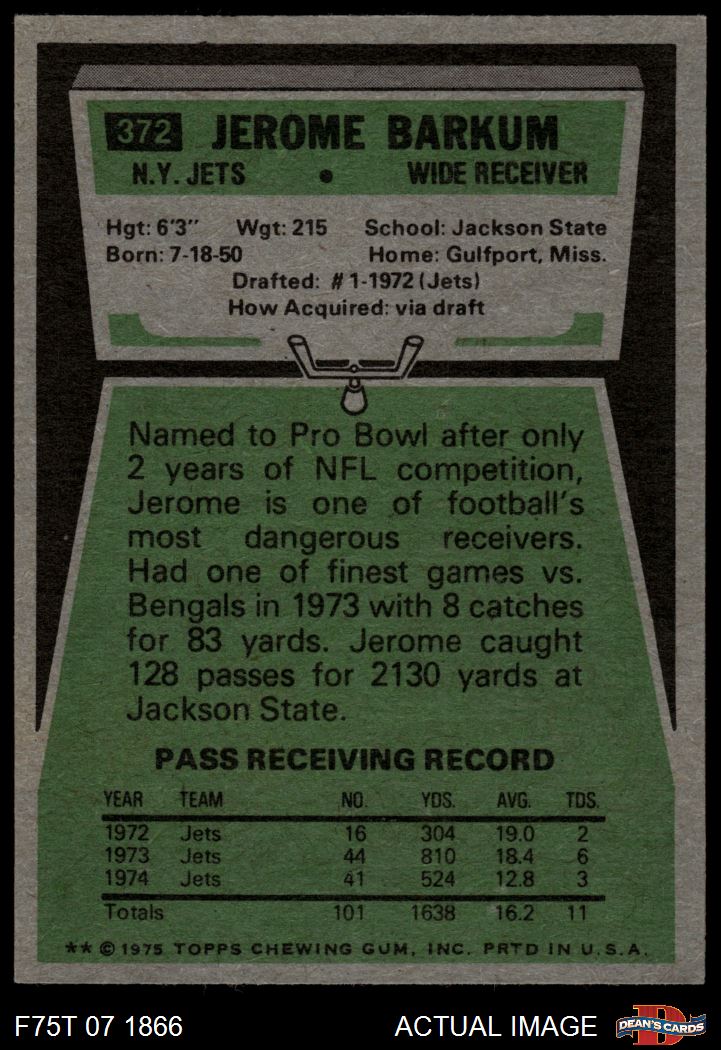 372 JEROME BARKUM
N.Y. JETS • WIDE RECEIVER
Hgt: 6'3" Wgt: 215 School: Jackson State
Born: 7-18-50 Home: Gulfport, Miss.
Drafted: #1-1972 (Jets)
How Acquired: via draft
Named to Pro Bowl after only
2 years of NFL competition,
Jerome is one of football's
most dangerous receivers.
Had one of finest games vs.
Bengals in 1973 with 8 catches
for 83 yards. Jerome caught
128 passes for 2130 yards at
Jackson State.
PASS RECEIVING RECORD
YEAR TEAM NO. YDS. AVG. TDS.
1972 Jets 16 304 19.0 2
1973 Jets 44 810 18.4 6
1974 Jets 41 524 12.8 3
Totals 101 1638 16.2 11
** © 1975 TOPPS CHEWING GUM, INC. PRTD IN U.S.A.
F75T 07 1866 ACTUAL IMAGE D DEAN'S CARDS